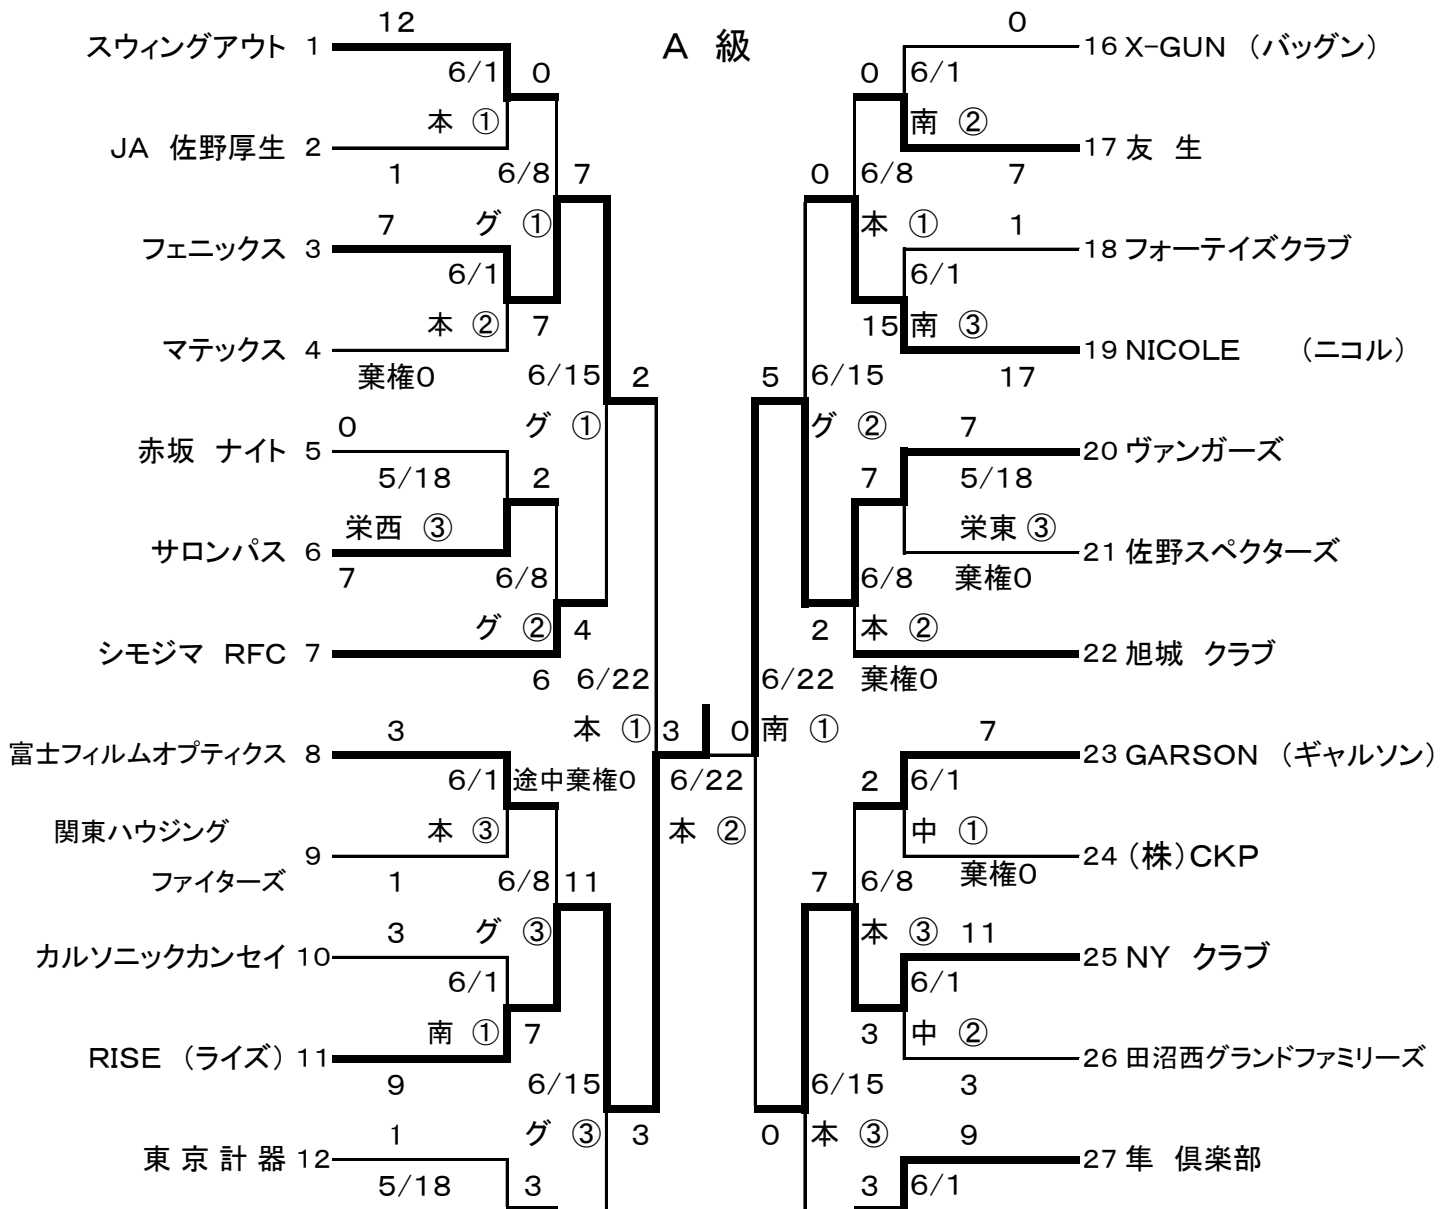 A 級
12
スウィングアウト 1
6/1 0
本 ①
JA 佐野厚生 2
1
6/8 7
7
グ ①
フェニックス 3
6/1
本 ② 7
マテックス 4
棄権0
6/15 2
0
グ ①
赤坂 ナイト 5
5/18 2
栄西 ③
サロンパス 6
7
6/8
グ ② 4
シモジマ RFC 7
6
6/22
本 ①
3
富士フィルムオプティクス 8
6/1
途中棄権0
本 ③
関東ハウジング
9
ファイターズ
1
6/8 11
3
グ ③
カルソニックカンセイ 10
6/1
南 ① 7
RISE (ライズ) 11
9
6/15
1
グ ③ 3
東 京 計 器 12
5/18 3
3 0
6/22
本 ②
0
16 X-GUN (バッグン)
0 6/1
南 ②
17 友 生
7
0 6/8
本 ①
1
18 フォーテイズクラブ
6/1
15 南 ③
19 NICOLE (ニコル)
17
5 6/15
グ ②
7
20 ヴァンガーズ
7 5/18
栄東 ③
21 佐野スペクターズ
棄権0
6/8
2 本 ②
22 旭城 クラブ
棄権0
6/22
南 ①
7
23 GARSON (ギャルソン)
2 6/1
中 ①
24 (株)CKP
棄権0
7 6/8
本 ③
11
25 NY クラブ
6/1
3 中 ②
26 田沼西グランドファミリーズ
3
6/15
0 本 ③
9
27 隼 倶楽部
3 6/1